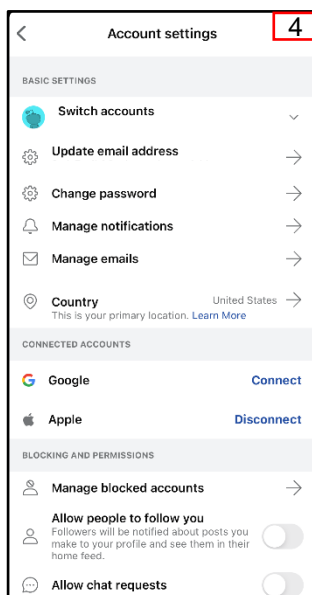 Account settings
4
BASIC SETTINGS
Switch accounts
Update email address
Change password
Manage notifications
Manage emails
Country
United States
This is your primary location. Learn More
CONNECTED ACCOUNTS
Google
Connect
Apple
Disconnect
BLOCKING AND PERMISSIONS
Manage blocked accounts
Allow people to follow you
Followers will be notified about posts you
make to your profile and see them in their
home feed.
Allow chat requests